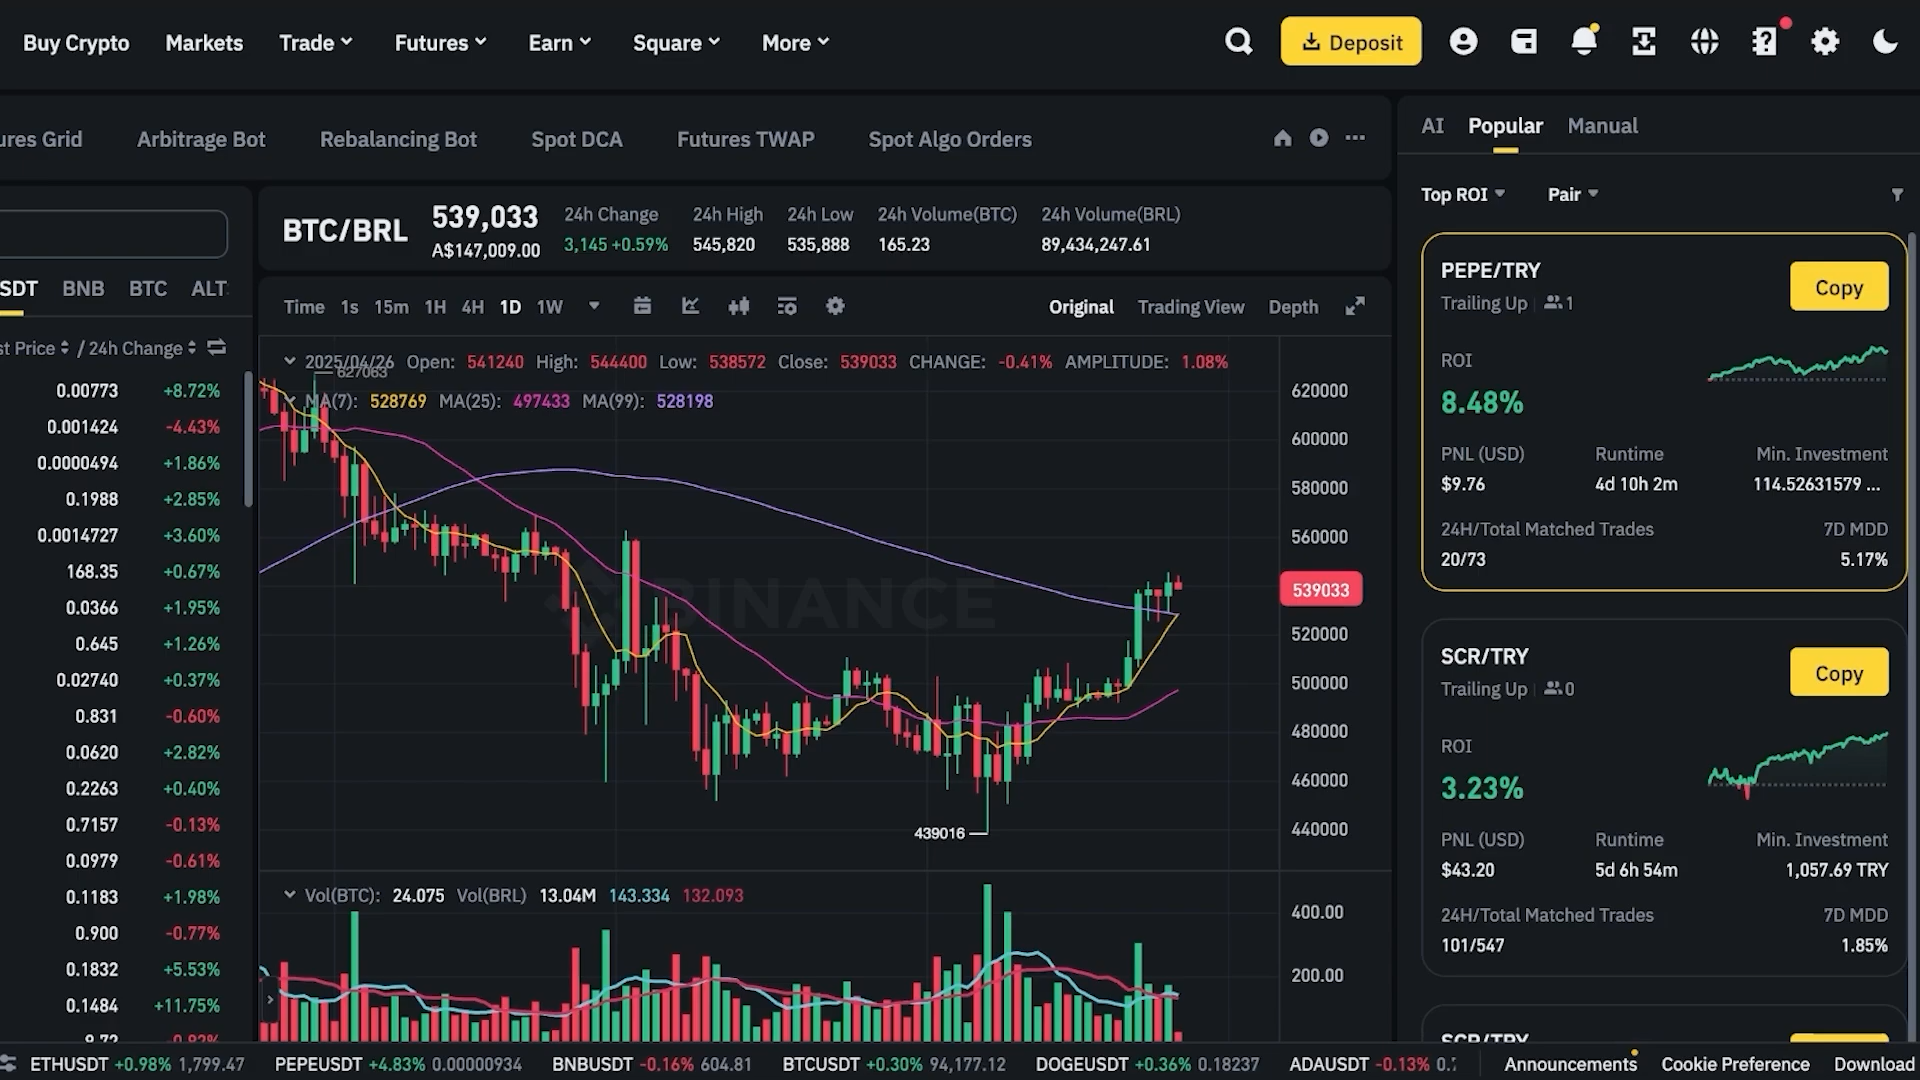 Buy Crypto Markets Trade Futures Earn Square More Deposit
ures Grid Arbitrage Bot Rebalancing Bot Spot DCA Futures TWAP Spot Algo Orders
SDT BNB BTC ALT
st Price / 24h Change
0.00773 +8.72%
0.001424 -4.43%
0.0000494 +1.86%
0.1988 +2.85%
0.0014727 +3.60%
168.35 +0.67%
0.0366 +1.95%
0.645 +1.26%
0.02740 +0.37%
0.831 -0.60%
0.0620 +2.82%
0.2263 +0.40%
0.7157 -0.13%
0.0979 -0.61%
0.1183 +1.98%
0.900 -0.77%
0.1832 +5.53%
0.1484 +11.75%
BTC/BRL
539,033
A$147,009.00
24h Change 24h High 24h Low 24h Volume(BTC) 24h Volume(BRL)
3,145 +0.59% 545,820 535,888 165.23 89,434,247.61
Time 1s 15m 1H 4H 1D 1W Original Trading View Depth
2025/04/26 Open: 541240 High: 544400 Low: 538572 Close: 539033 CHANGE: -0.41% AMPLITUDE: 1.08%
627063
MA(7): 528769 MA(25): 497433 MA(99): 528198
620000
600000
580000
560000
539033
520000
500000
480000
460000
440000
BINANCE
439016
Vol(BTC): 24.075 Vol(BRL) 13.04M 143.334 132.093
400.00
200.00
AI Popular Manual
Top ROI Pair
PEPE/TRY
Trailing Up 1
Copy
ROI
8.48%
PNL (USD) Runtime Min. Investment
$9.76 4d 10h 2m 114.52631579 ...
24H/Total Matched Trades 7D MDD
20/73 5.17%
SCR/TRY
Trailing Up 0
Copy
ROI
3.23%
PNL (USD) Runtime Min. Investment
$43.20 5d 6h 54m 1,057.69 TRY
24H/Total Matched Trades 7D MDD
101/547 1.85%
SCR/TRY
ETHUSDT +0.98% 1,799.47 PEPEUSDT +4.83% 0.00000934 BNBUSDT -0.16% 604.81 BTCUSDT +0.30% 94,177.12 DOGEUSDT +0.36% 0.18237 ADAUSDT -0.13% Announcements Cookie Preference Download